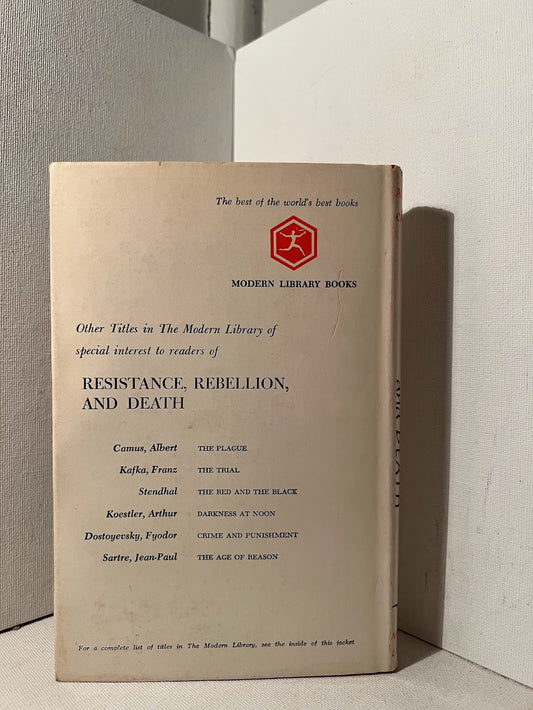 The best of the world's best books
MODERN LIBRARY BOOKS
Other Titles in The Modern Library of
special interest to readers of
RESISTANCE, REBELLION,
AND DEATH
Camus, Albert THE PLAGUE
Kafka, Franz THE TRIAL
Stendhal THE RED AND THE BLACK
Koestler, Arthur DARKNESS AT NOON
Dostoyevsky, Fyodor CRIME AND PUNISHMENT
Sartre, Jean-Paul THE AGE OF REASON
For a complete list of titles in The Modern Library, see the inside of this jacket